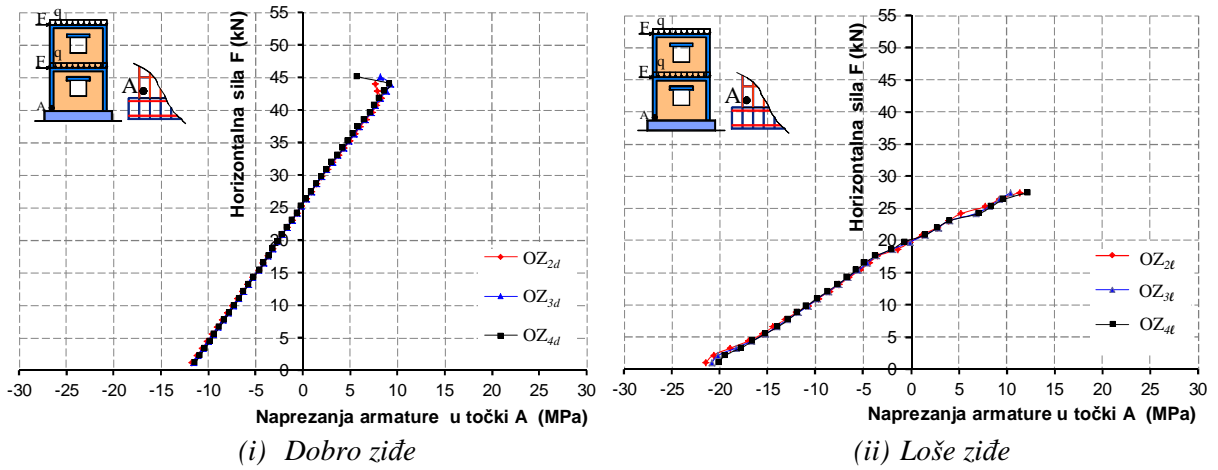 F q
F q
A
A
Horizontalna sila F (kN)
55
50
45
40
35
30
25
20
15
10
5
0
OZ2d
OZ3d
OZ4d
-30 -25 -20 -15 -10 -5 0 5 10 15 20 25 30
Naprezanja armature u točki A (MPa)
(i) Dobro ziđe
F q
F q
A
A
Horizontalna sila F (kN)
55
50
45
40
35
30
25
20
15
10
5
0
OZ2ℓ
OZ3ℓ
OZ4ℓ
-30 -25 -20 -15 -10 -5 0 5 10 15 20 25 30
Naprezanja armature u točki A (MPa)
(ii) Loše ziđe